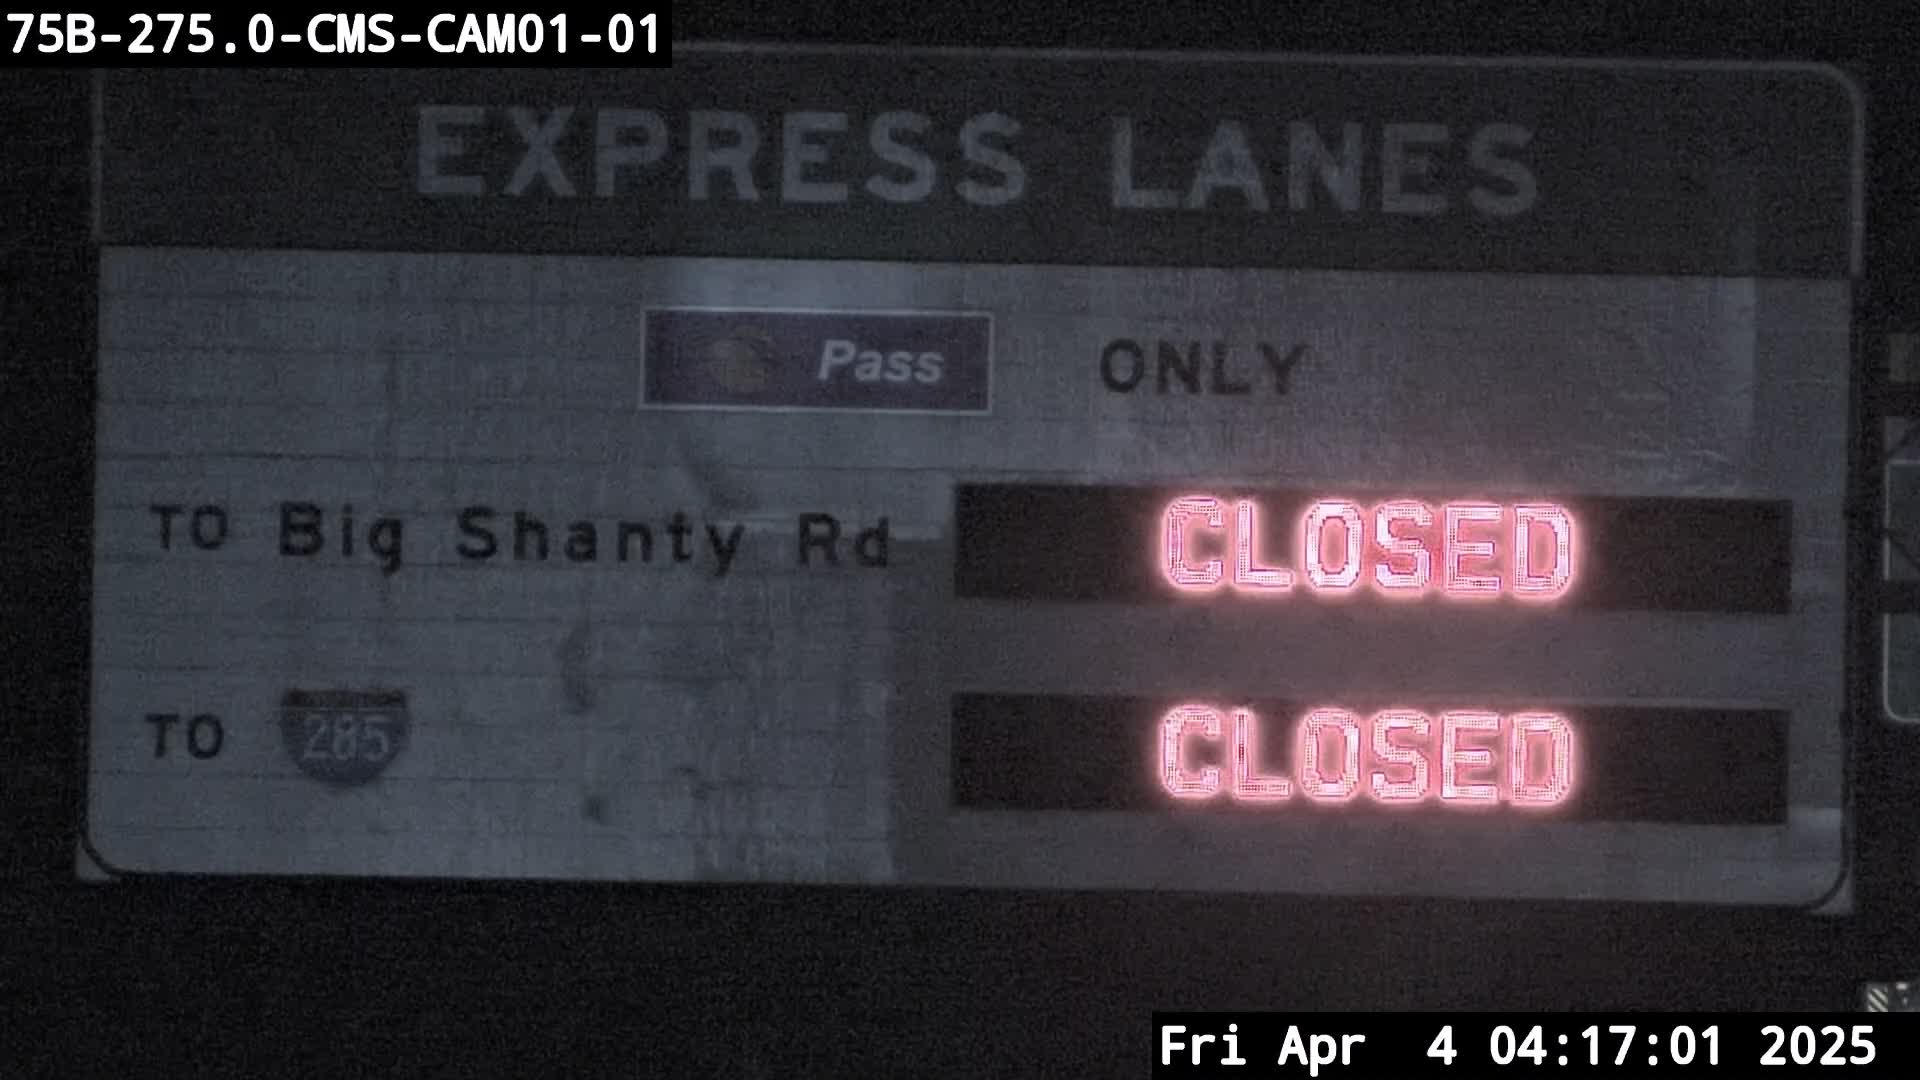 75B-275.0-CMS-CAM01-01
EXPRESS LANES
Pass ONLY
TO Big Shanty Rd CLOSED
TO 285 CLOSED
Fri Apr 4 04:17:01 2025